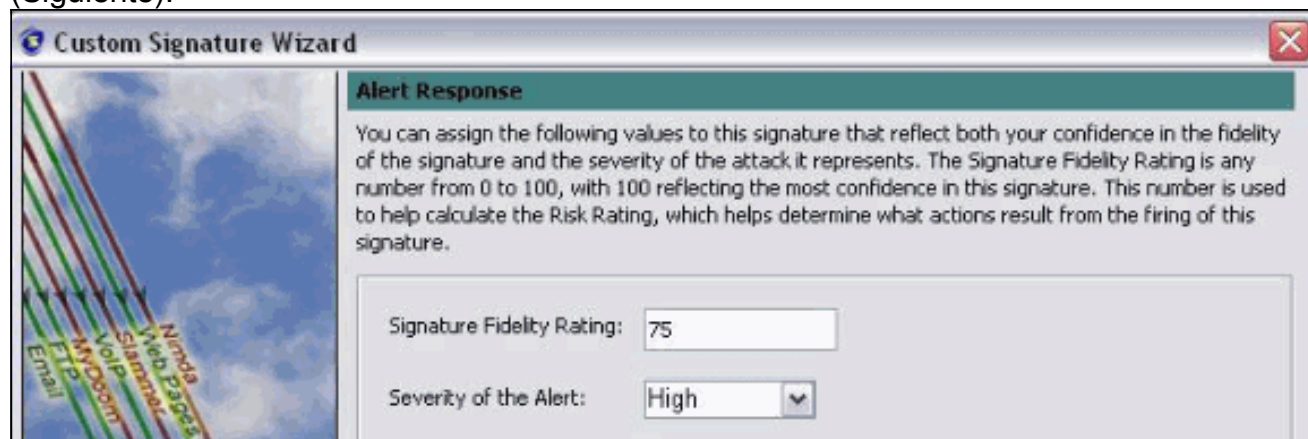 (Siguiente).
Custom Signature Wizard
Alert Response
You can assign the following values to this signature that reflect both your confidence in the fidelity
of the signature and the severity of the attack it represents. The Signature Fidelity Rating is any
number from 0 to 100, with 100 reflecting the most confidence in this signature. This number is used
to help calculate the Risk Rating, which helps determine what actions result from the firing of this
signature.
Signature Fidelity Rating: 75
Severity of the Alert: High
Email
FTP
MyDoom
VoIP
Slammer
Web Pages
Nimda